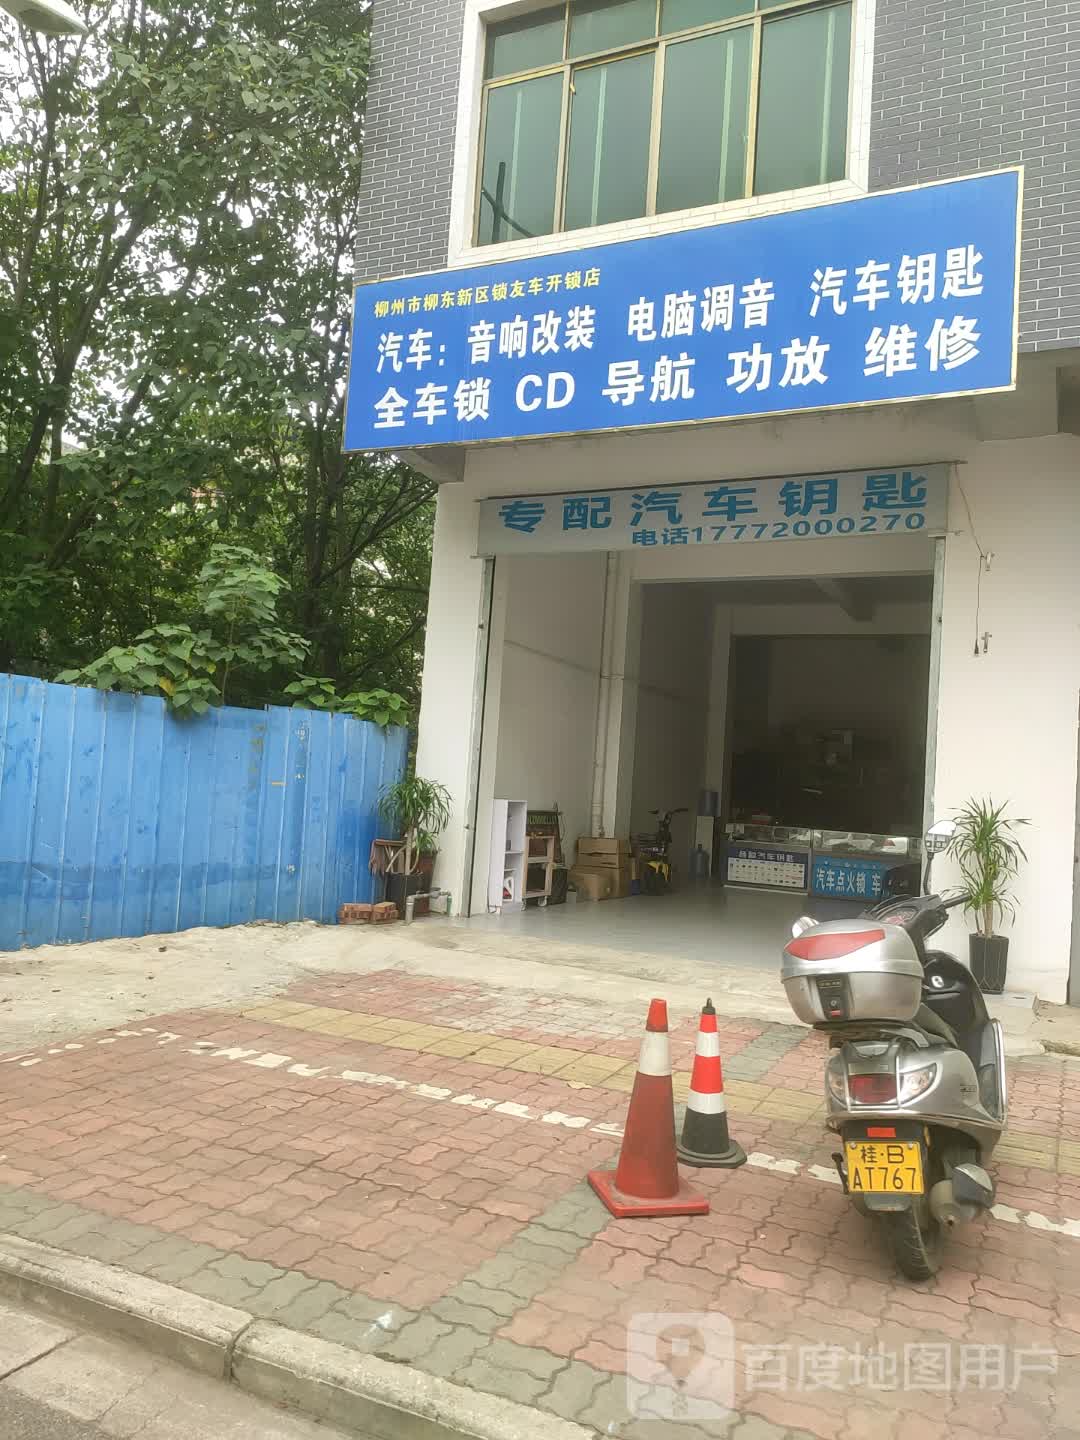 柳州市柳东新区锁友车开锁店
汽车：音响改装 电脑调音 汽车钥匙
全车锁 CD 导航 功放 维修
专配汽车钥匙
电话17772000270
汽车点火锁 车
桂·B
AT767
百度地图用户